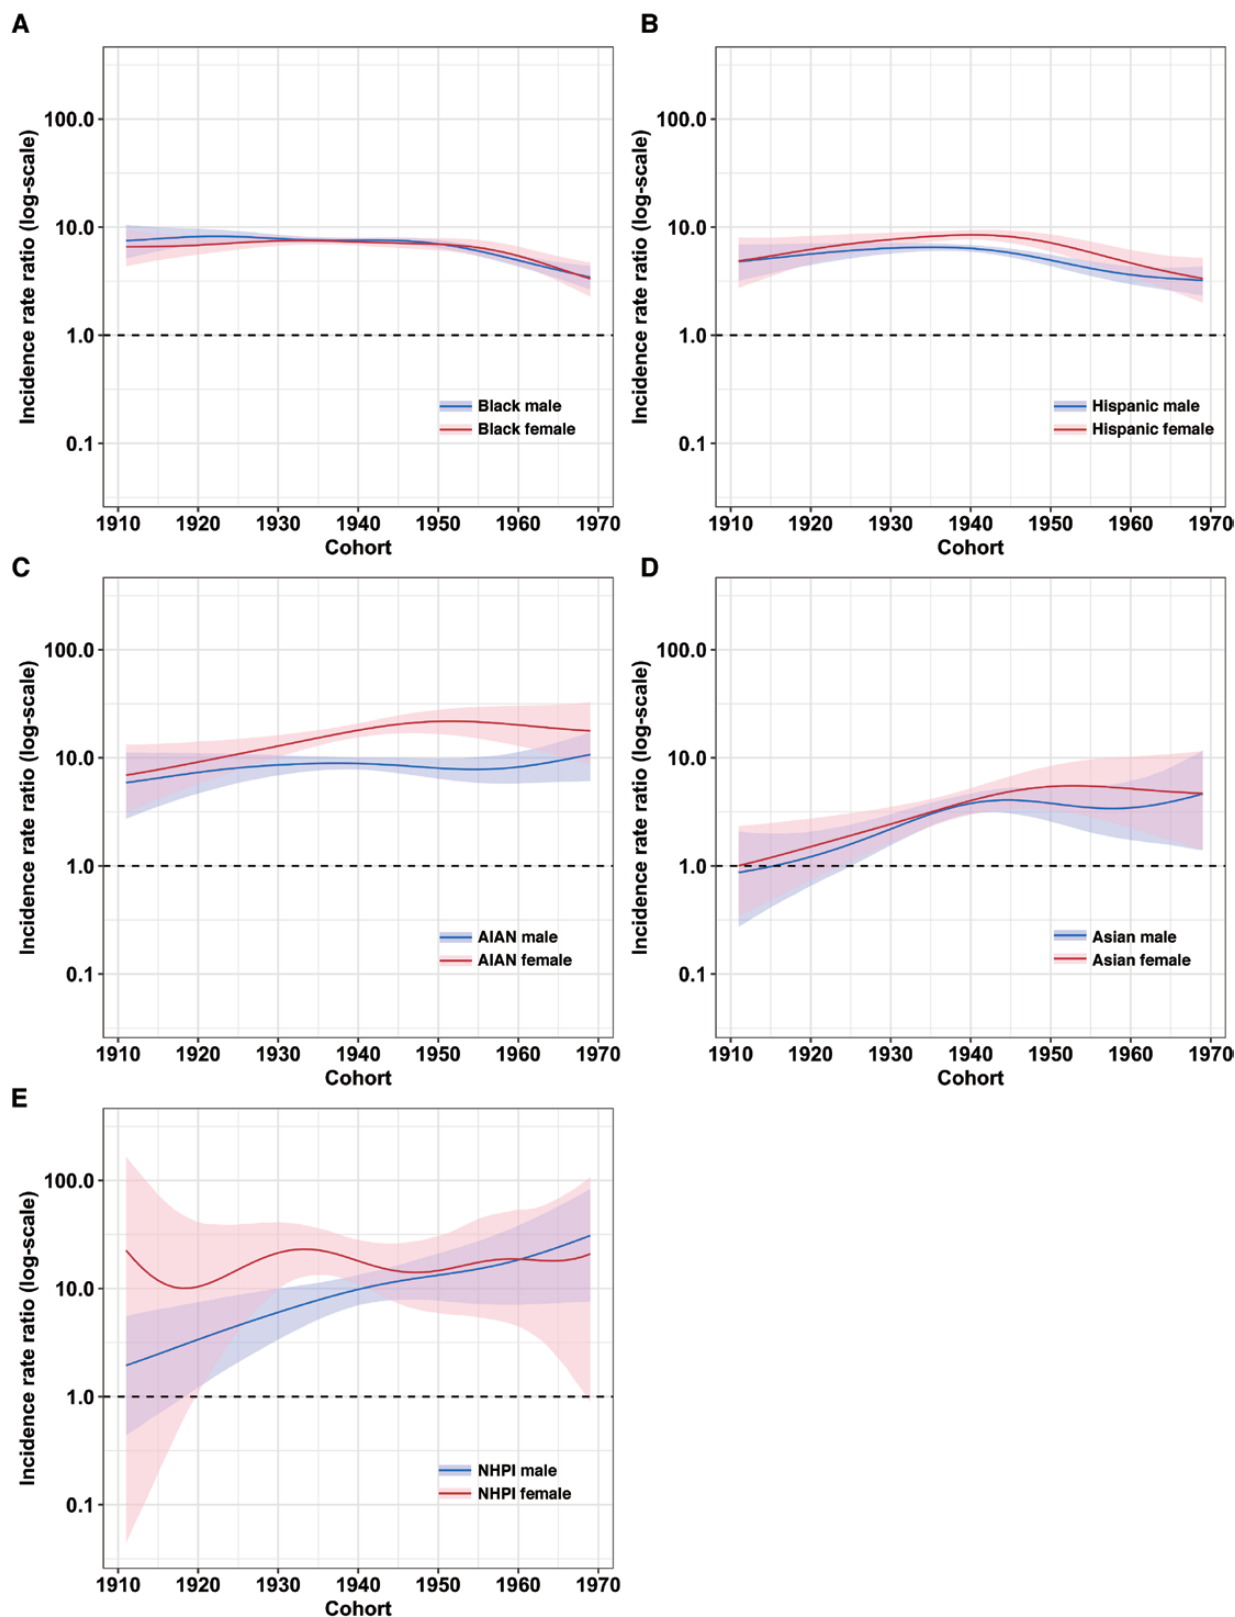 A
Incidence rate ratio (log-scale)
100.0
10.0
1.0
0.1
Black male
Black female
1910 1920 1930 1940 1950 1960 1970
Cohort
B
Incidence rate ratio (log-scale)
100.0
10.0
1.0
0.1
Hispanic male
Hispanic female
1910 1920 1930 1940 1950 1960 1970
Cohort
C
Incidence rate ratio (log-scale)
100.0
10.0
1.0
0.1
AIAN male
AIAN female
1910 1920 1930 1940 1950 1960 1970
Cohort
D
Incidence rate ratio (log-scale)
100.0
10.0
1.0
0.1
Asian male
Asian female
1910 1920 1930 1940 1950 1960 1970
Cohort
E
Incidence rate ratio (log-scale)
100.0
10.0
1.0
0.1
NHPI male
NHPI female
1910 1920 1930 1940 1950 1960 1970
Cohort